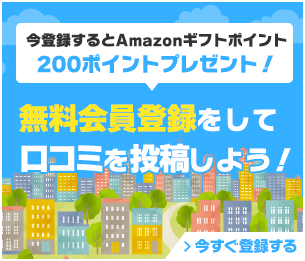 今登録するとAmazonギフトポイント
200ポイントプレゼント！
無料会員登録をして
口コミを投稿しよう！
> 今すぐ登録する